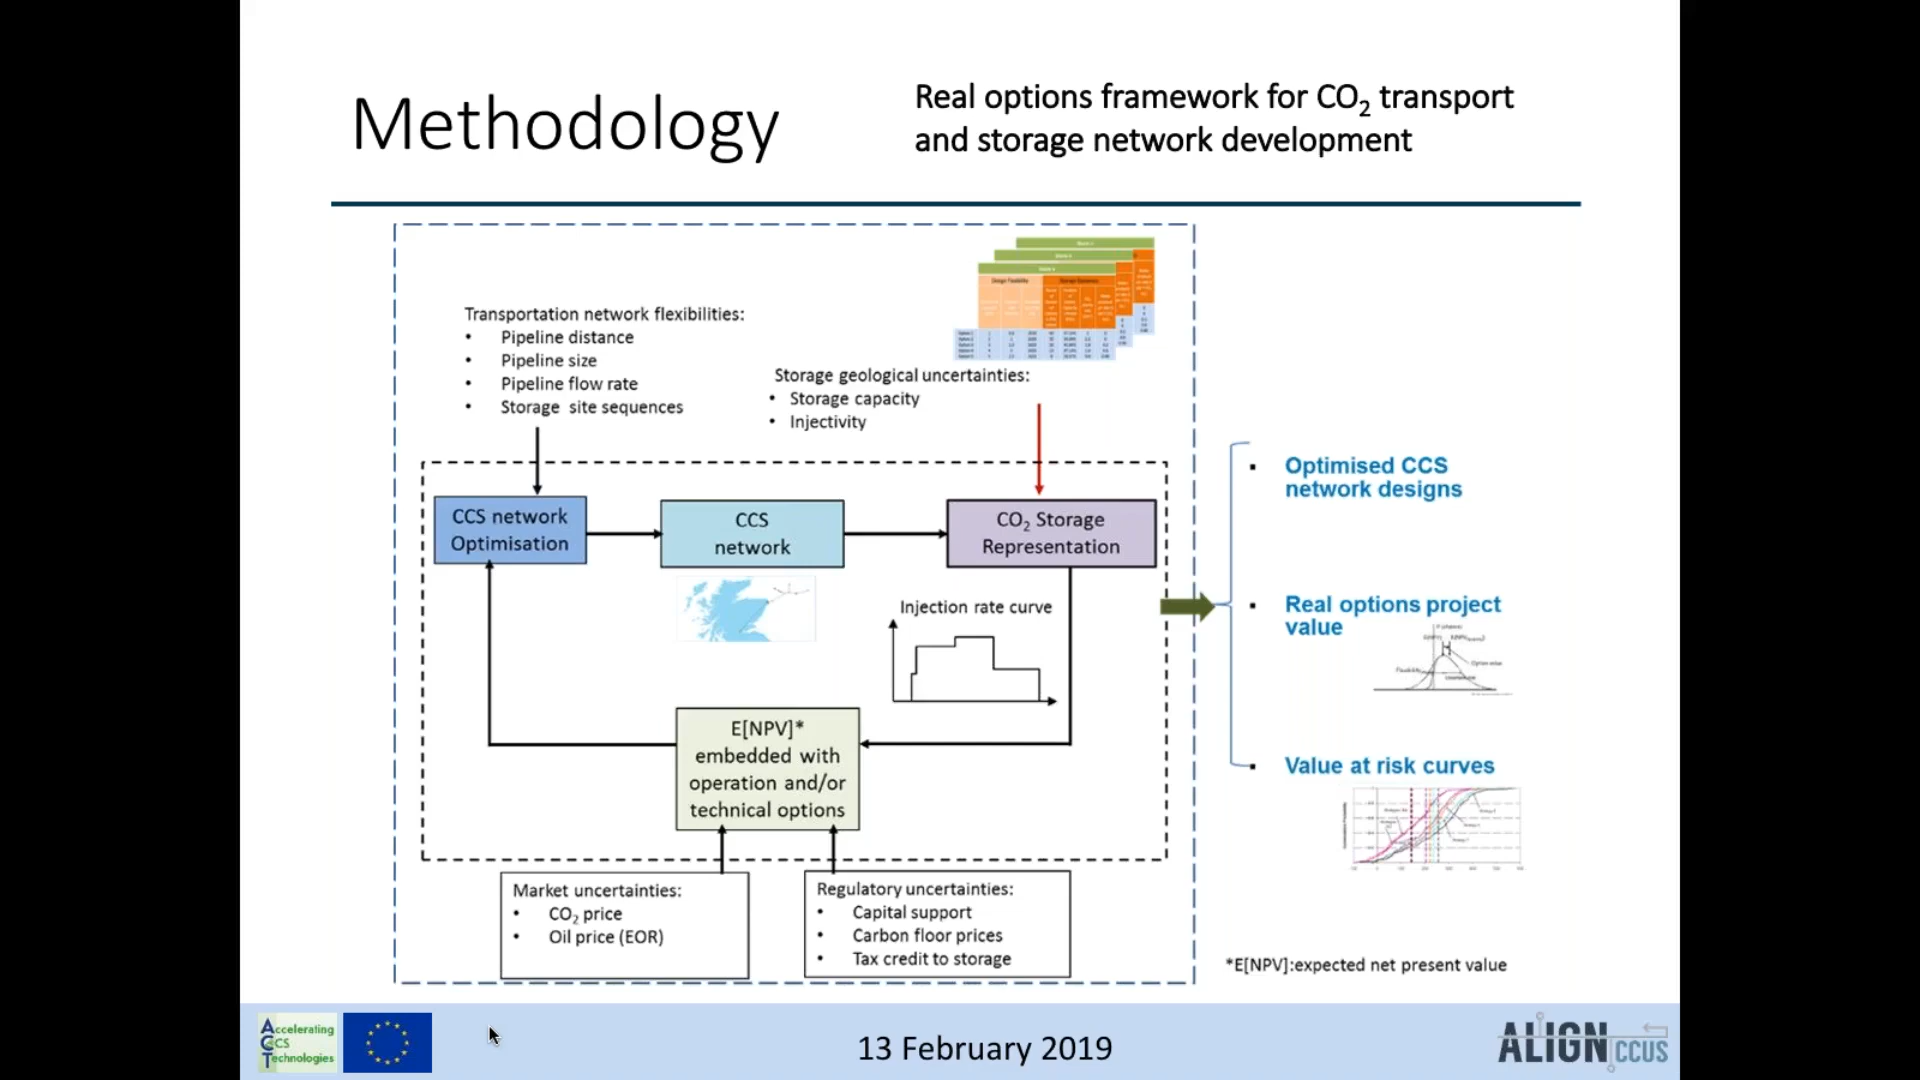 Methodology
Real options framework for CO₂ transport
and storage network development
Transportation network flexibilities:
• Pipeline distance
• Pipeline size
• Pipeline flow rate
• Storage site sequences
Design Feasibility
Storage geological uncertainties:
• Storage capacity
• Injectivity
CCS network
Optimisation
CCS
network
CO₂ Storage
Representation
Injection rate curve
E[NPV]*
embedded with
operation and/or
technical options
Market uncertainties:
• CO₂ price
• Oil price (EOR)
Regulatory uncertainties:
• Capital support
• Carbon floor prices
• Tax credit to storage
▪ Optimised CCS
network designs
▪ Real options project
value
▪ Value at risk curves
*E[NPV]:expected net present value
Accelerating
CCS
Technologies
13 February 2019
ALIGN CCUS